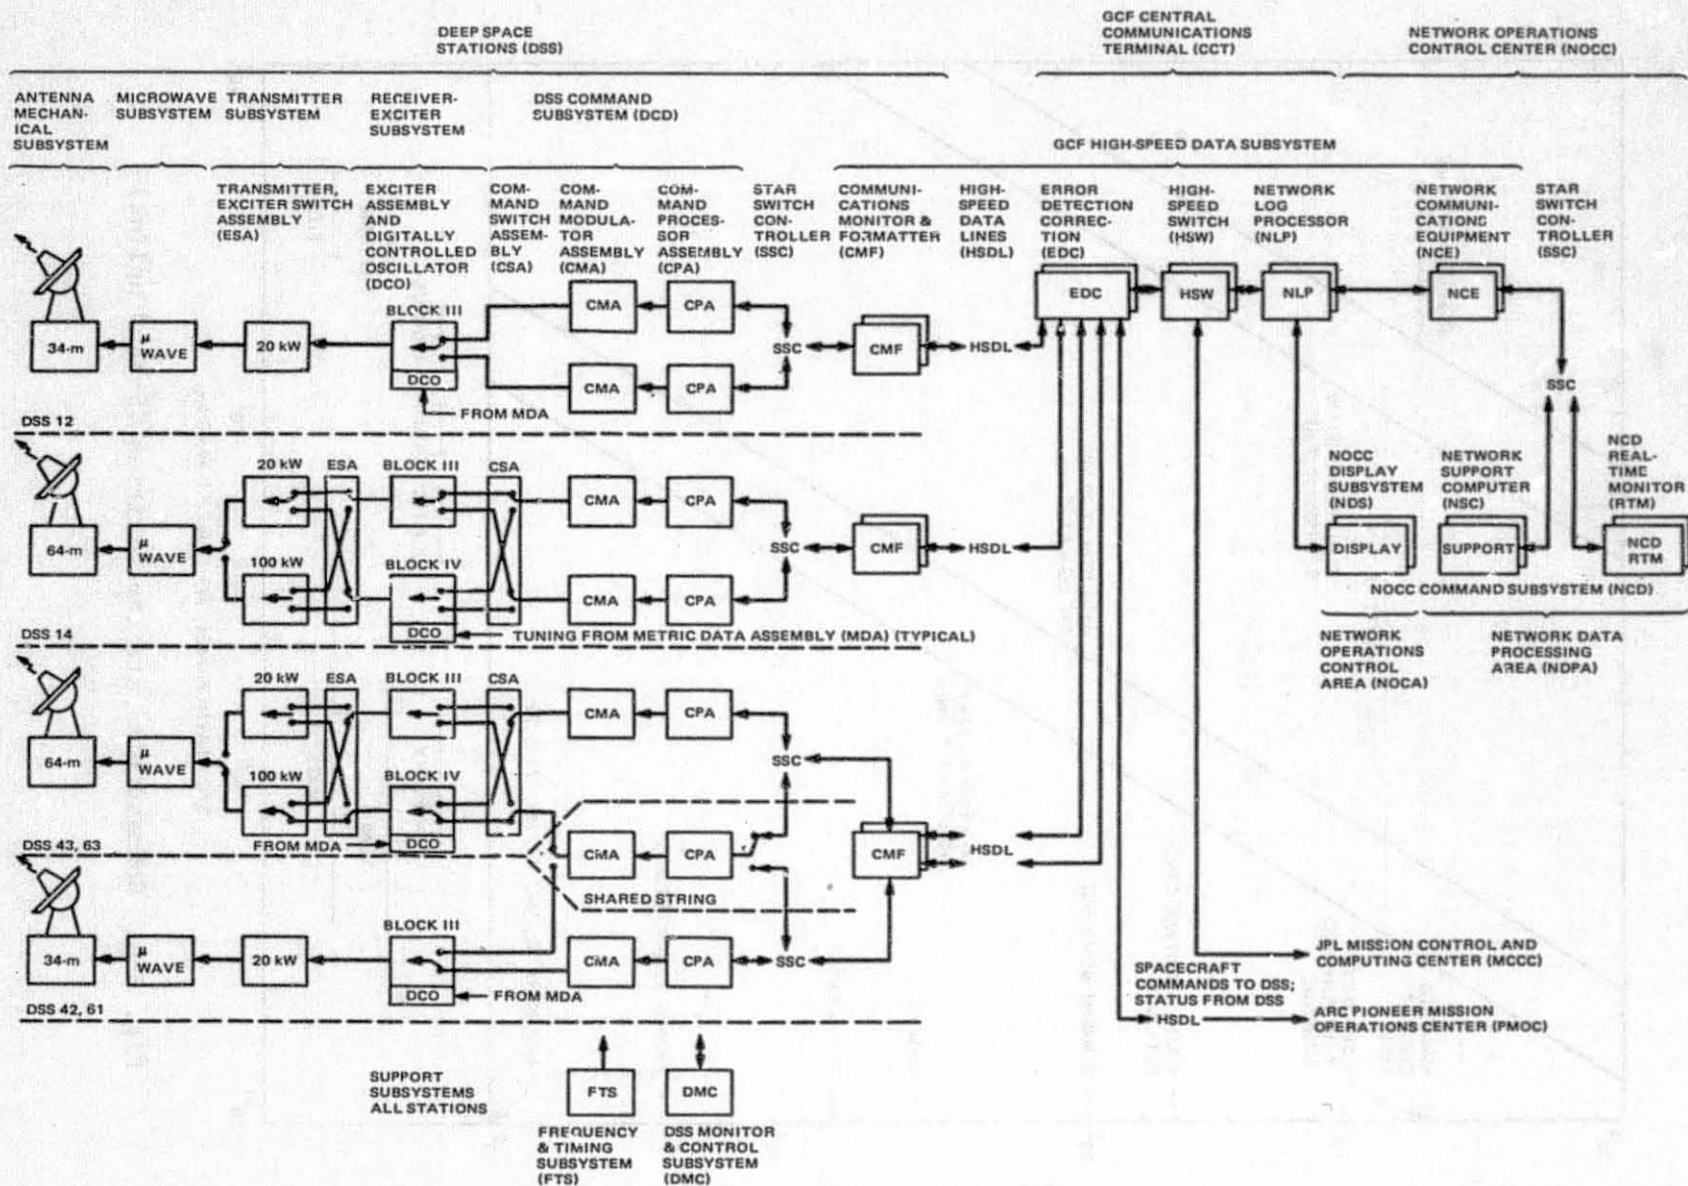 DEEP SPACE
STATIONS (DSS)
GCF CENTRAL
COMMUNICATIONS
TERMINAL (CCT)
NETWORK OPERATIONS
CONTROL CENTER (NOCC)
ANTENNA
MECHAN-
ICAL
SUBSYSTEM
MICROWAVE
SUBSYSTEM
TRANSMITTER
SUBSYSTEM
RECEIVER-
EXCITER
SUBSYSTEM
DSS COMMAND
SUBSYSTEM (DCD)
GCF HIGH-SPEED DATA SUBSYSTEM
TRANSMITTER,
EXCITER SWITCH
ASSEMBLY
(ESA)
EXCITER
ASSEMBLY
AND
DIGITALLY
CONTROLLED
OSCILLATOR
(DCO)
COM-
MAND
SWITCH
ASSEM-
BLY
(CSA)
COM-
MAND
MODULA-
TOR
ASSEMBLY
(CMA)
COM-
MAND
PROCES-
SOR
ASSEMBLY
(CPA)
STAR
SWITCH
CON-
TROLLER
(SSC)
COMMUNI-
CATIONS
MONITOR &
FORMATTER
(CMF)
HIGH-
SPEED
DATA
LINES
(HSDL)
ERROR
DETECTION
CORREC-
TION
(EDC)
HIGH-
SPEED
SWITCH
(HSW)
NETWORK
LOG
PROCESSOR
(NLP)
NETWORK
COMMUNI-
CATIONS
EQUIPMENT
(NCE)
STAR
SWITCH
CON-
TROLLER
(SSC)
34-m
μ
WAVE
20 kW
BLOCK III
DCO
FROM MDA
CMA
CPA
CMA
CPA
SSC
CMF
HSDL
EDC
HSW
NLP
NCE
SSC
DSS 12
64-m
μ
WAVE
20 kW
100 kW
ESA
BLOCK III
BLOCK IV
DCO
CSA
CMA
CPA
CMA
CPA
SSC
CMF
HSDL
TUNING FROM METRIC DATA ASSEMBLY (MDA) (TYPICAL)
DSS 14
NOCC
DISPLAY
SUBSYSTEM
(NDS)
NETWORK
SUPPORT
COMPUTER
(NSC)
NCD
REAL-
TIME
MONITOR
(RTM)
DISPLAY
SUPPORT
NCD
RTM
NOCC COMMAND SUBSYSTEM (NCD)
NETWORK
OPERATIONS
CONTROL
AREA (NOCA)
NETWORK DATA
PROCESSING
AREA (NDPA)
64-m
μ
WAVE
20 kW
100 kW
ESA
BLOCK III
BLOCK IV
DCO
FROM MDA
CSA
CMA
CPA
SSC
CMA
CPA
SHARED STRING
CMF
HSDL
DSS 43, 63
34-m
μ
WAVE
20 kW
BLOCK III
DCO
FROM MDA
CMA
CPA
SSC
DSS 42, 61
JPL MISSION CONTROL AND
COMPUTING CENTER (MCCC)
SPACECRAFT
COMMANDS TO DSS;
STATUS FROM DSS
HSDL
ARC PIONEER MISSION
OPERATIONS CENTER (PMOC)
SUPPORT
SUBSYSTEMS
ALL STATIONS
FTS
DMC
FREQUENCY
& TIMING
SUBSYSTEM
(FTS)
DSS MONITOR
& CONTROL
SUBSYSTEM
(DMC)